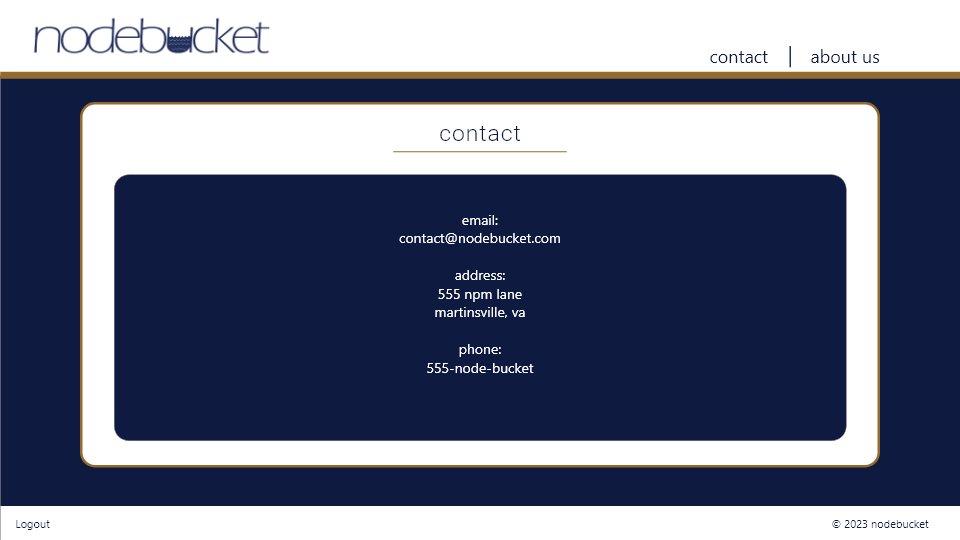 nodebucket
contact | about us
contact
email:
contact@nodebucket.com
address:
555 npm lane
martinsville, va
phone:
555-node-bucket
Logout
© 2023 nodebucket